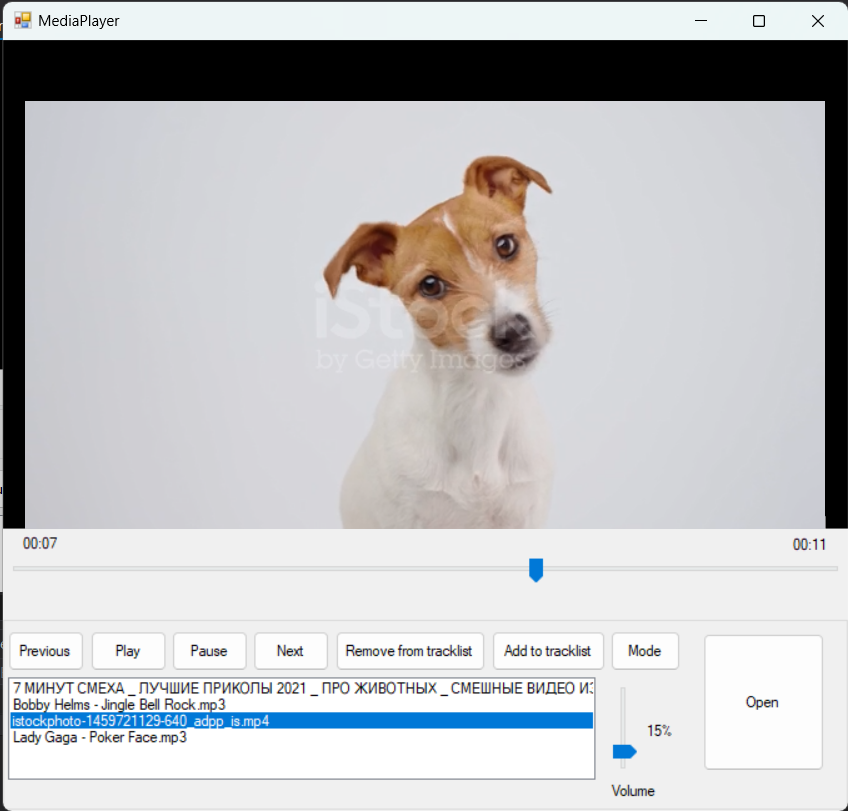 MediaPlayer
iStock
by Getty Images
00:07
00:11
Previous
Play
Pause
Next
Remove from tracklist
Add to tracklist
Mode
Open
7 МИНУТ СМЕХА _ ЛУЧШИЕ ПРИКОЛЫ 2021 _ ПРО ЖИВОТНЫХ _ СМЕШНЫЕ ВИДЕО
Bobby Helms - Jingle Bell Rock.mp3
istockphoto-1459721129-640_adpp_is.mp4
Lady Gaga - Poker Face.mp3
15%
Volume